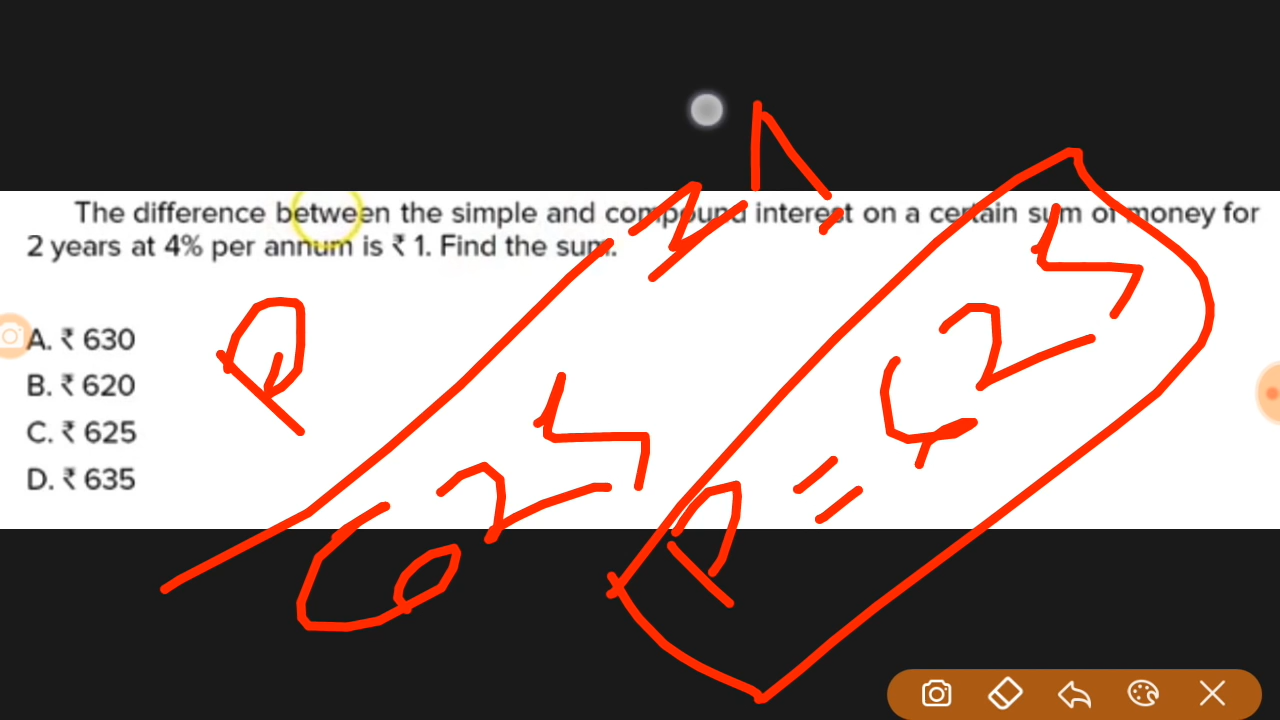 The difference between the simple and compound interest on a certain sum of money for
2 years at 4% per annum is ₹ 1. Find the sum.
A. ₹ 630
B. ₹ 620
C. ₹ 625
D. ₹ 635
P
625
= 1
P = 625